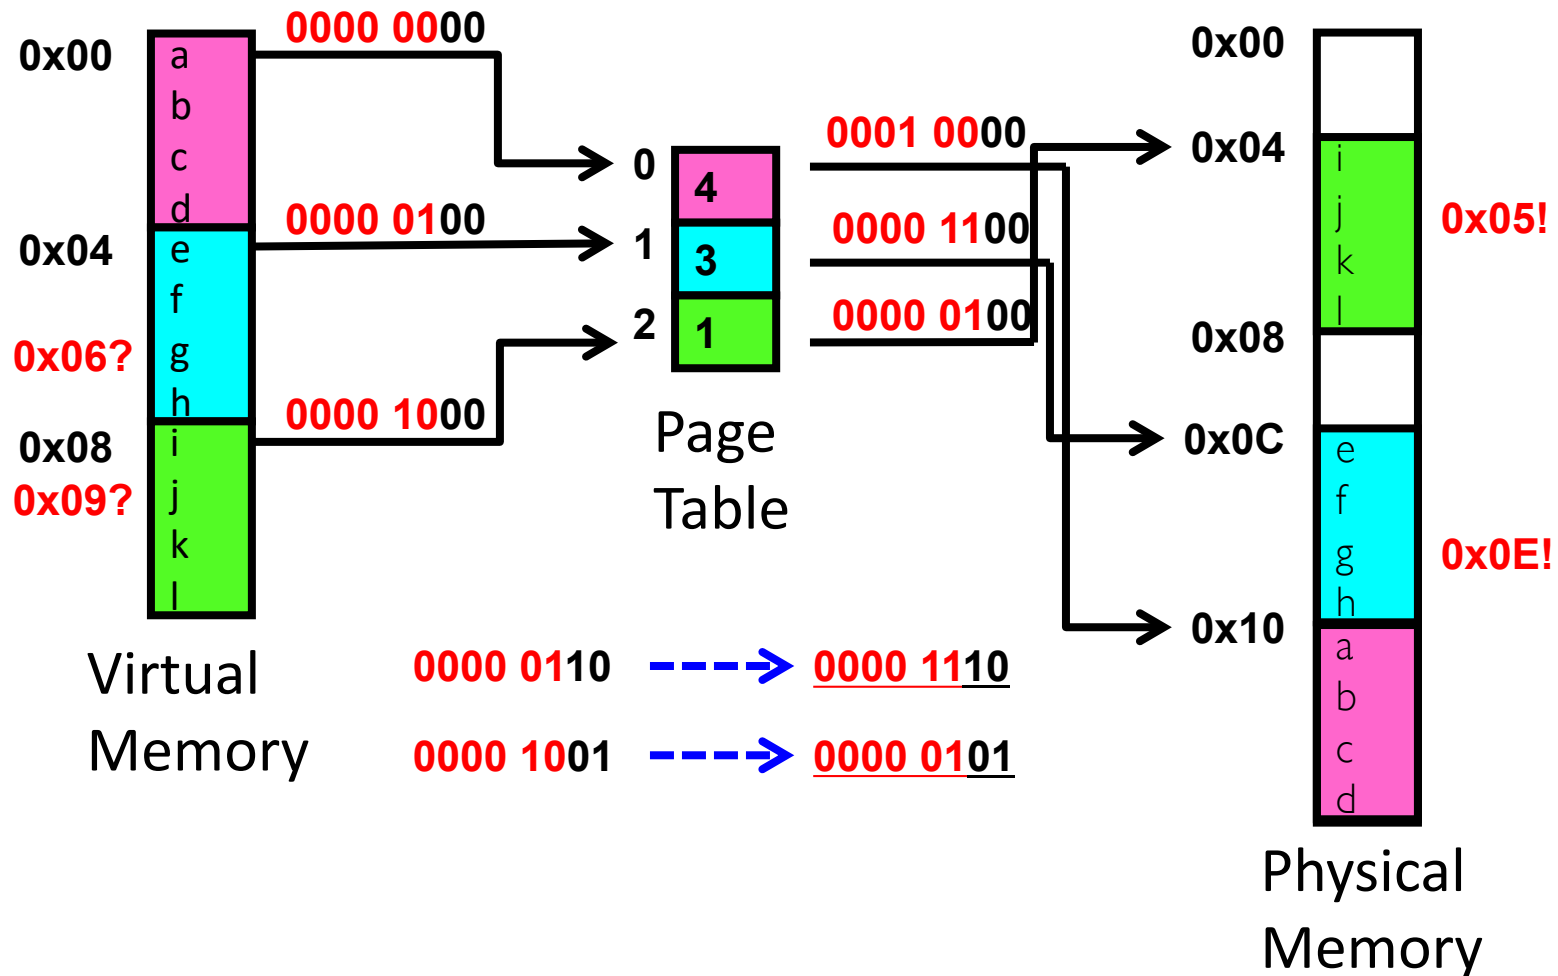 0x00
a
b
c
d
0x04
e
f
0x06?
g
h
0x08
i
0x09?
j
k
l
Virtual
Memory
0000 0000
0000 0100
0000 1000
0
4
1
3
2
1
Page
Table
0001 0000
0000 1100
0000 0100
0000 0110
0000 1110
0000 1001
0000 0101
0x00
0x04
i
j
0x05!
k
l
0x08
0x0C
e
f
g
0x0E!
h
0x10
a
b
c
d
Physical
Memory